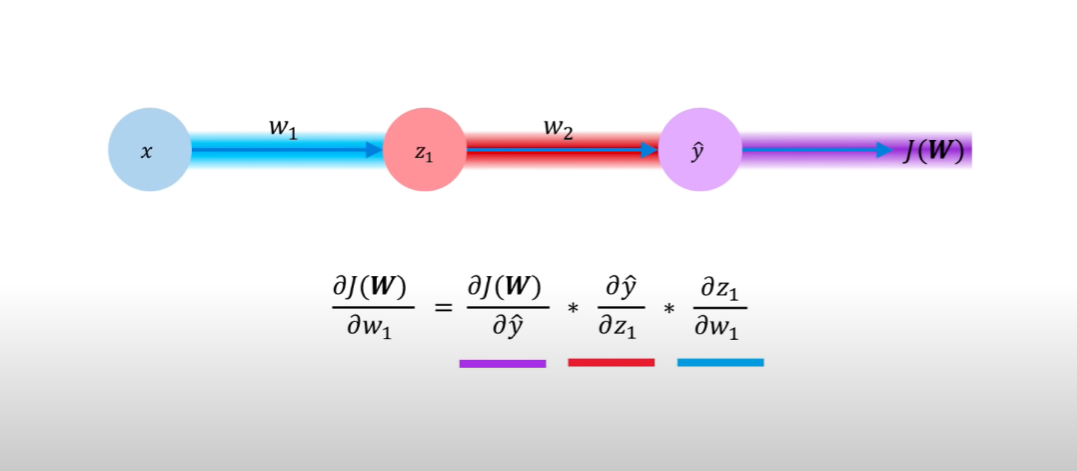 w₁ w₂
x z₁ ŷ J(W)
∂J(W)/∂w₁ = ∂J(W)/∂ŷ * ∂ŷ/∂z₁ * ∂z₁/∂w₁